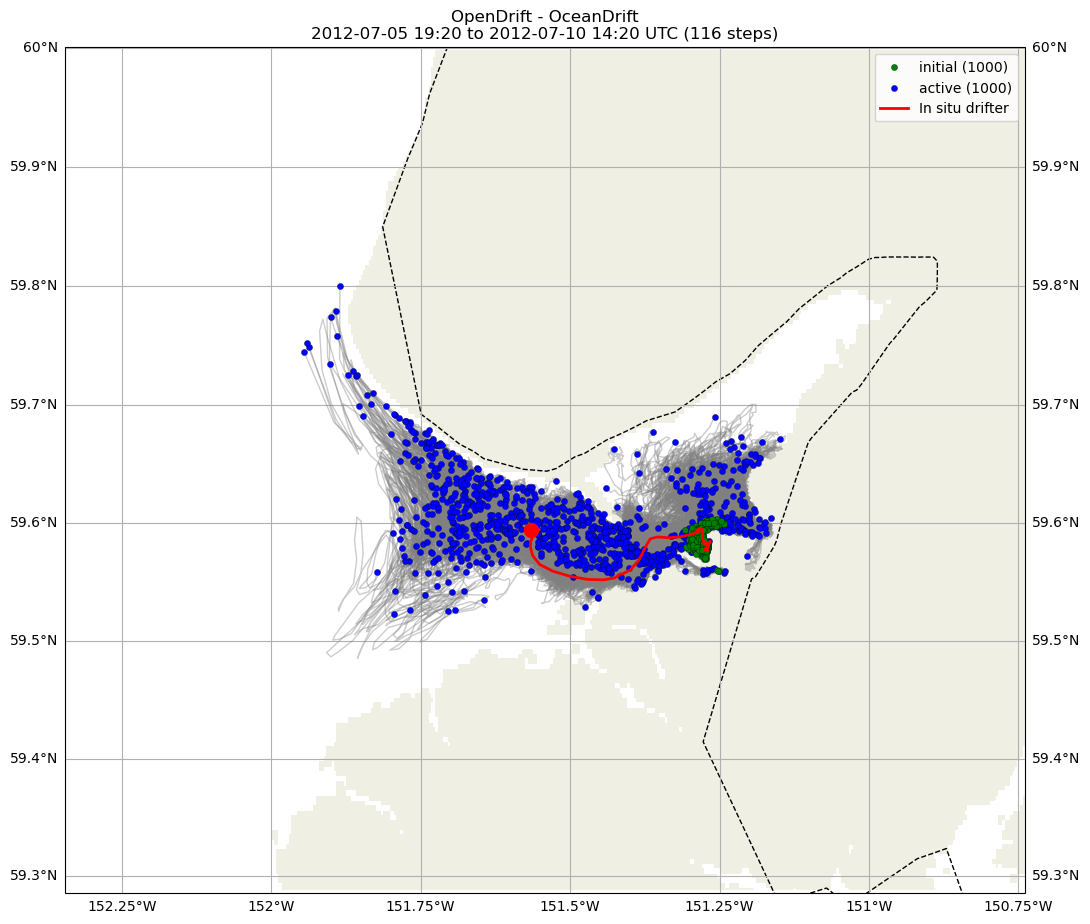 OpenDrift - OceanDrift
2012-07-05 19:20 to 2012-07-10 14:20 UTC (116 steps)
initial (1000)
active (1000)
In situ drifter
60°N
60°N
59.9°N
59.9°N
59.8°N
59.8°N
59.7°N
59.7°N
59.6°N
59.6°N
59.5°N
59.5°N
59.4°N
59.4°N
59.3°N
59.3°N
152.25°W 152°W 151.75°W 151.5°W 151.25°W 151°W 150.75°W